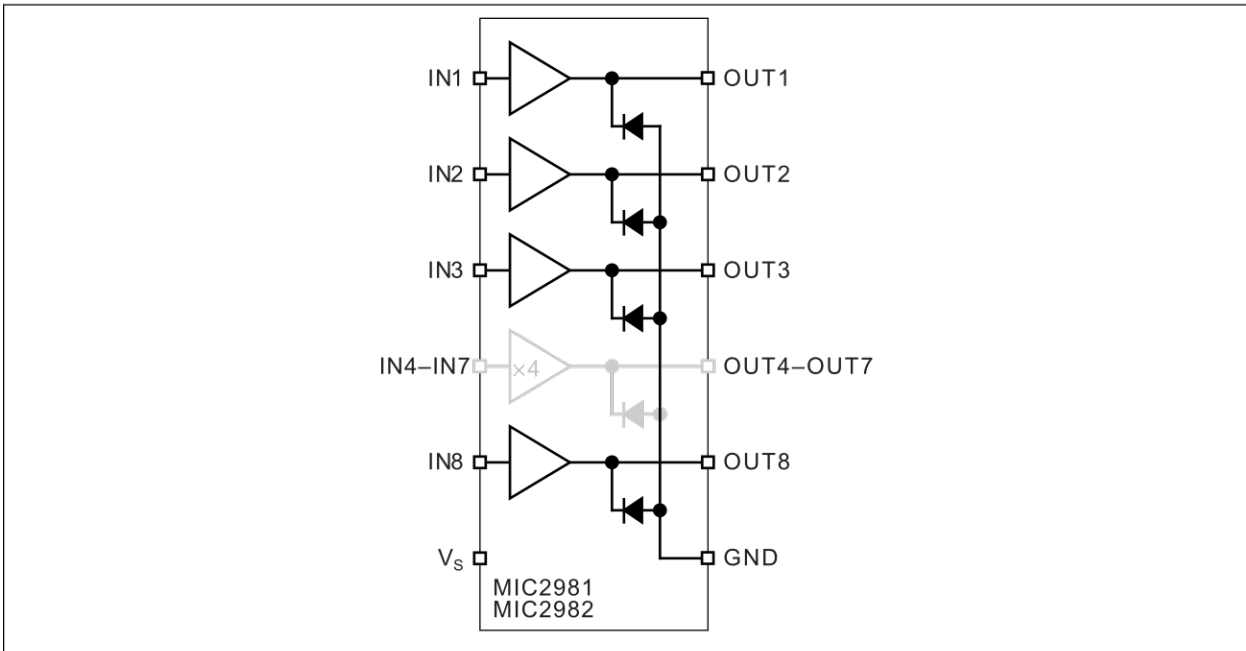 IN1 OUT1
IN2 OUT2
IN3 OUT3
IN4–IN7 ×4 OUT4–OUT7
IN8 OUT8
VS GND
MIC2981
MIC2982